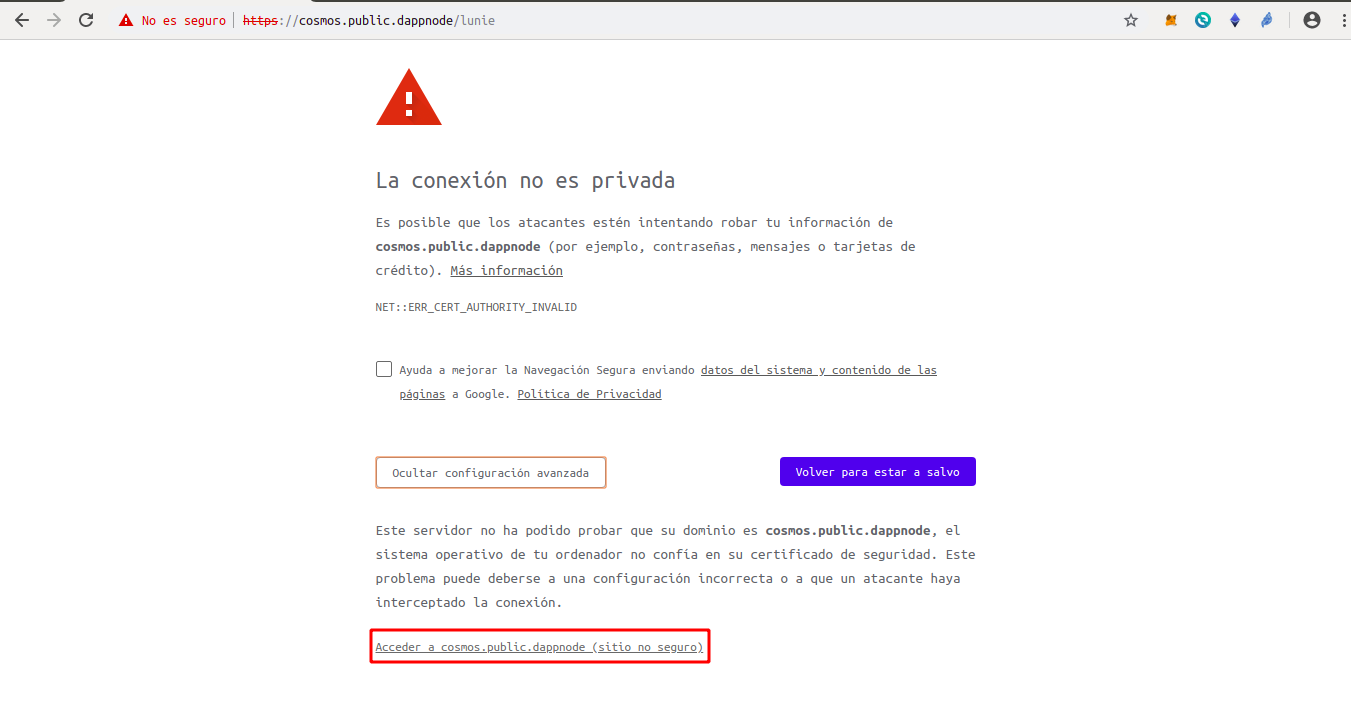 No es seguro https://cosmos.public.dappnode/lunie
La conexión no es privada
Es posible que los atacantes estén intentando robar tu información de
cosmos.public.dappnode (por ejemplo, contraseñas, mensajes o tarjetas de
crédito). Más información
NET::ERR_CERT_AUTHORITY_INVALID
Ayuda a mejorar la Navegación Segura enviando datos del sistema y contenido de las
páginas a Google. Política de Privacidad
Ocultar configuración avanzada
Volver para estar a salvo
Este servidor no ha podido probar que su dominio es cosmos.public.dappnode, el
sistema operativo de tu ordenador no confía en su certificado de seguridad. Este
problema puede deberse a una configuración incorrecta o a que un atacante haya
interceptado la conexión.
Acceder a cosmos.public.dappnode (sitio no seguro)